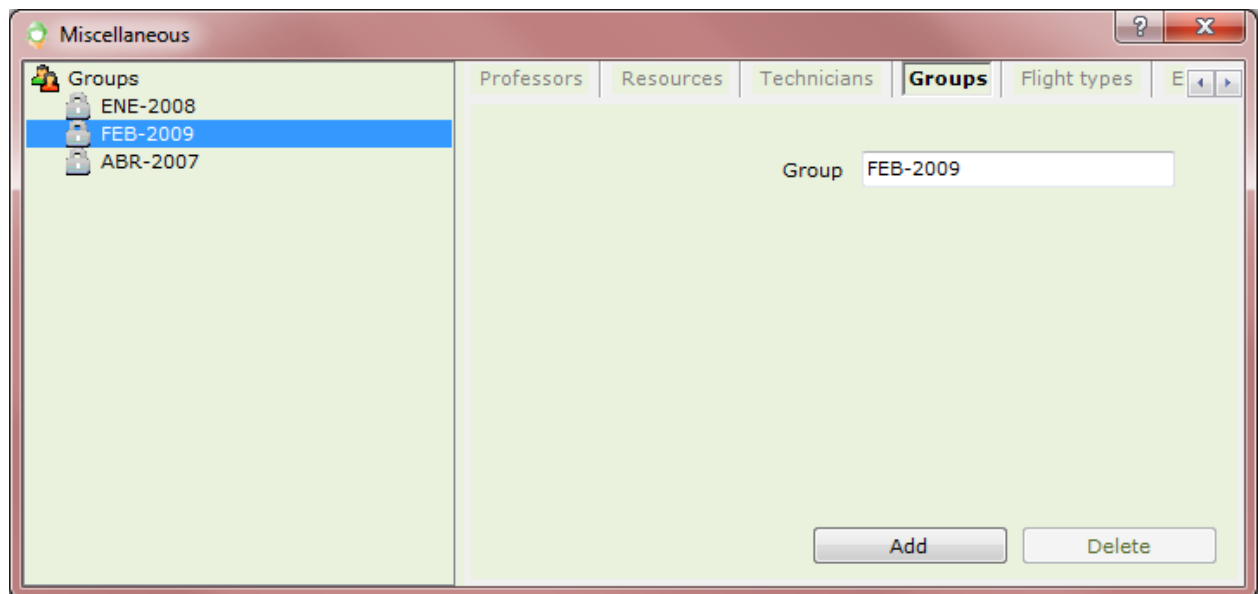 Miscellaneous
Groups
ENE-2008
FEB-2009
ABR-2007
Professors Resources Technicians Groups Flight types E
Group FEB-2009
Add Delete